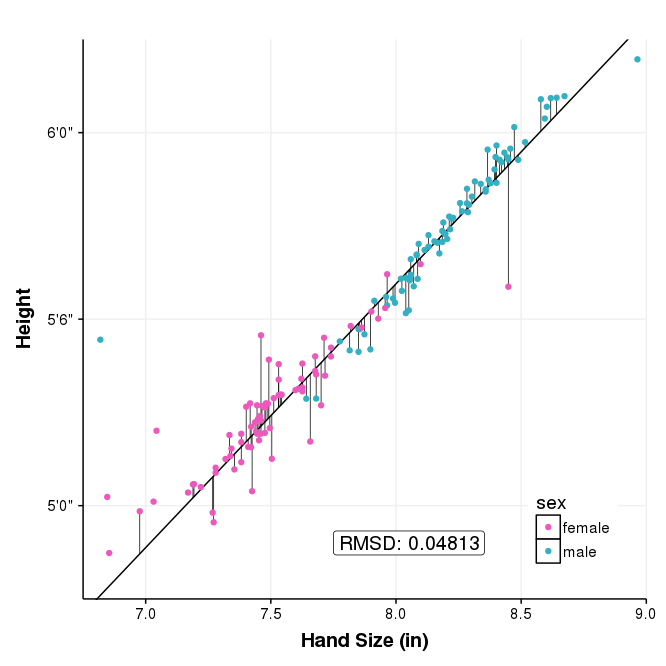 6'0"
5'6"
5'0"
Height
RMSD: 0.04813
sex
female
male
7.0 7.5 8.0 8.5 9.0
Hand Size (in)